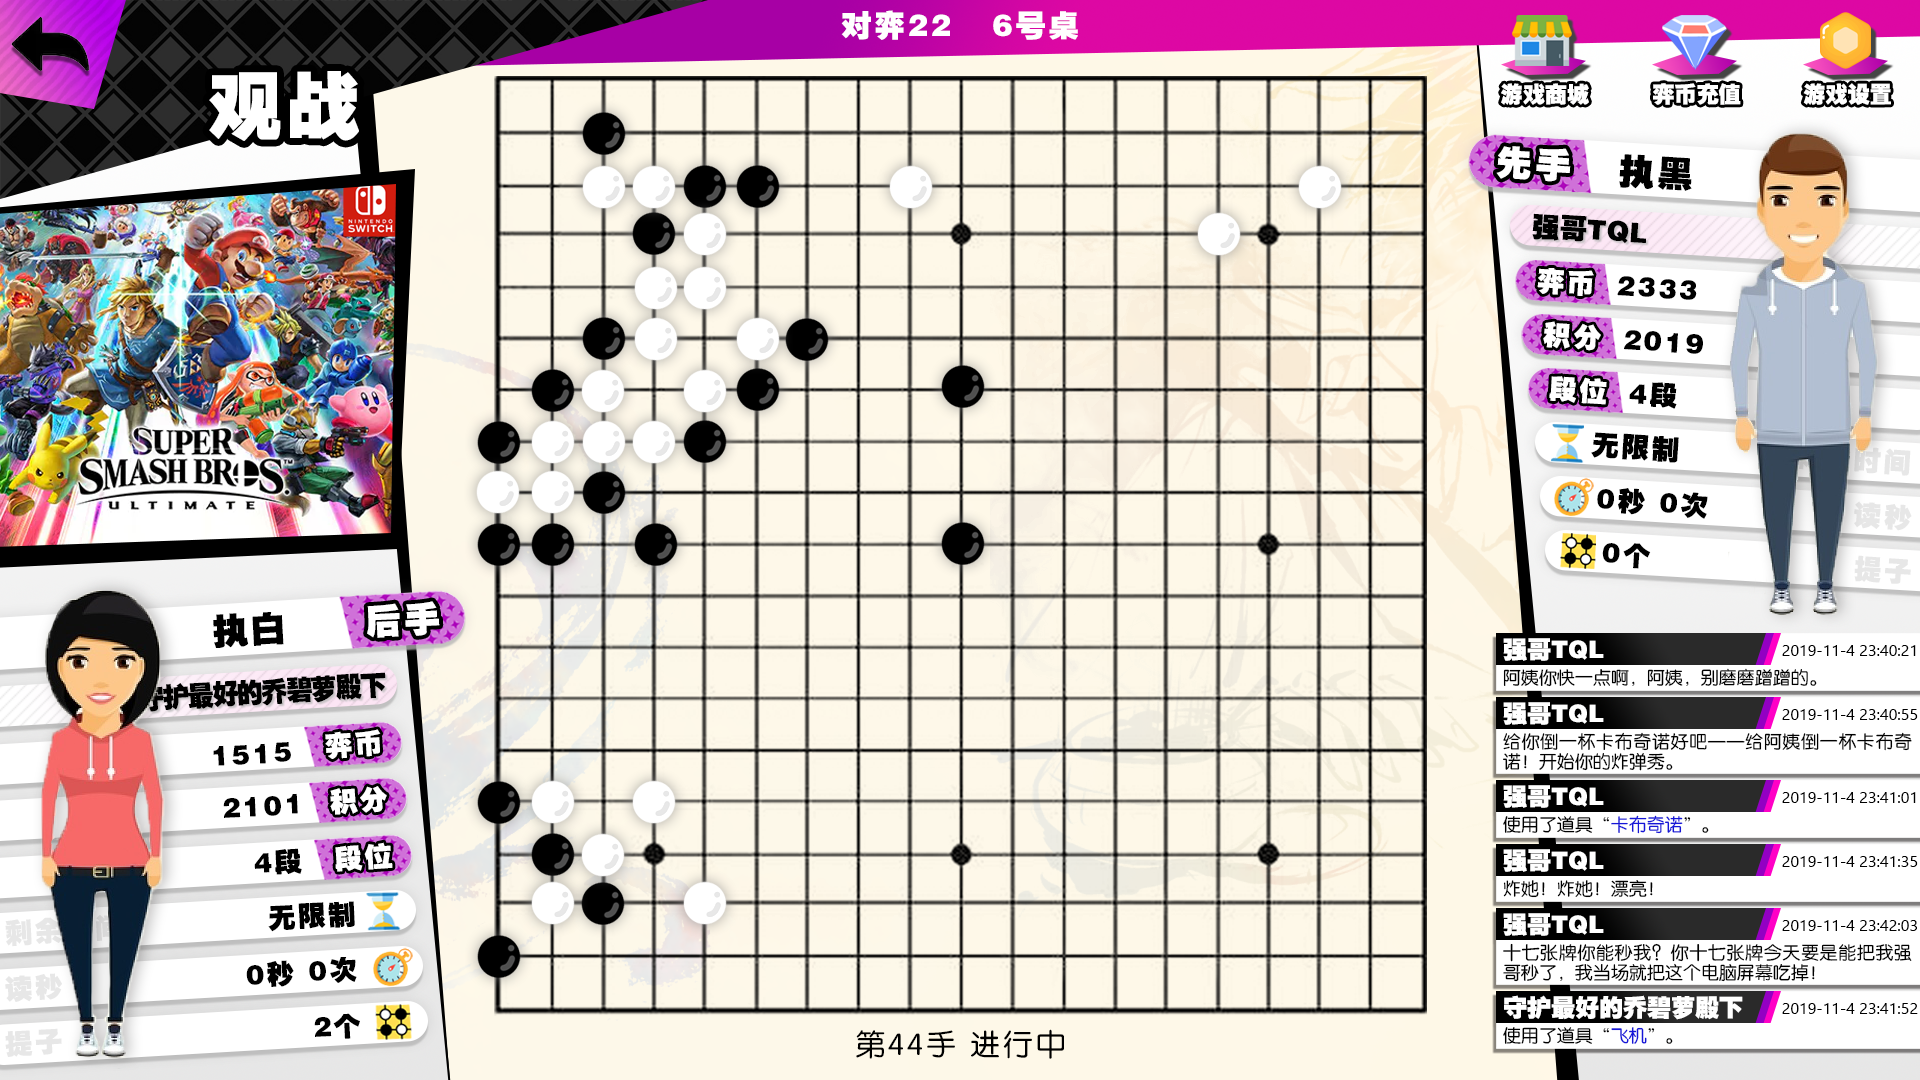 对弈22 6号桌
观战
游戏商城
弈币充值
游戏设置
NINTENDO
SWITCH
SUPER
SMASH BROS.™
ULTIMATE
先手 执黑
强哥TQL
弈币 2333
积分 2019
段位 4段
无限制
时间
0秒 0次
读秒
0个
提子
执白 后手
守护最好的乔碧萝殿下
1515 弈币
2101 积分
4段 段位
剩余
无限制
读秒
0秒 0次
提子
2个
第44手 进行中
强哥TQL 2019-11-4 23:40:21
阿姨你快一点啊，阿姨，别磨磨蹭蹭的。
强哥TQL 2019-11-4 23:40:55
给你倒一杯卡布奇诺好吧——给阿姨倒一杯卡布奇
诺！开始你的炸弹秀。
强哥TQL 2019-11-4 23:41:01
使用了道具“卡布奇诺”。
强哥TQL 2019-11-4 23:41:35
炸她！炸她！漂亮！
强哥TQL 2019-11-4 23:42:03
十七张牌你能秒我？你十七张牌今天要是能把我强
哥秒了，我当场就把这个电脑屏幕吃掉！
守护最好的乔碧萝殿下 2019-11-4 23:41:52
使用了道具“飞机”。